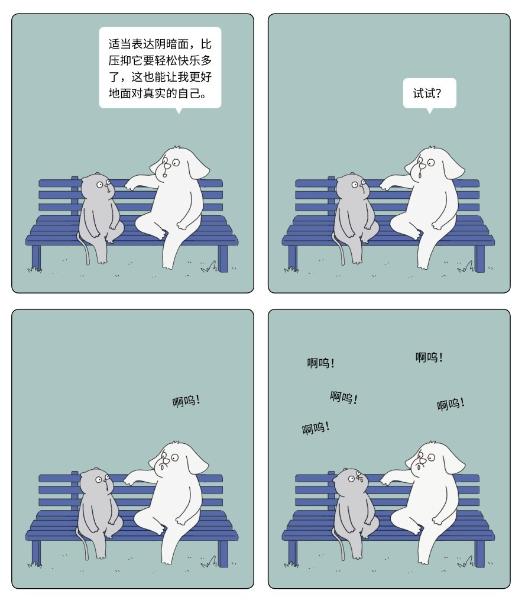 适当表达阴暗面，比
压抑它要轻松快乐多
了，这也能让我更好
地面对真实的自己。
试试？
啊呜！
啊呜！
啊呜！
啊呜！
啊呜！
啊呜！